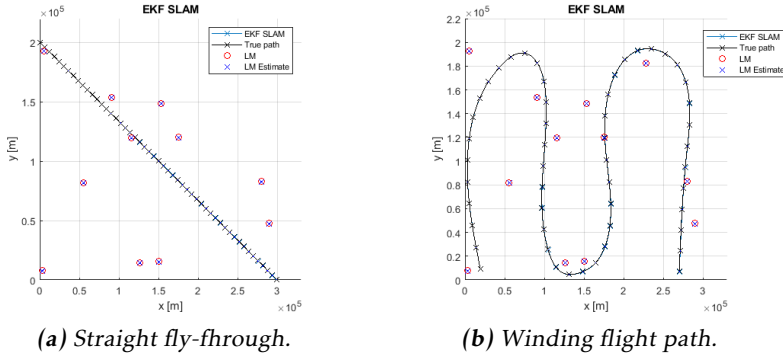 EKF SLAM
×10⁵
2
1.5
1
0.5
0
y [m]
0
0.5
1
1.5
2
2.5
3
×10⁵
x [m]
EKF SLAM
True path
LM
LM Estimate
(a) Straight fly-fhrough.
EKF SLAM
×10⁵
2.2
2
1.8
1.6
1.4
1.2
1
0.8
0.6
0.4
0.2
0
y [m]
0
0.5
1
1.5
2
2.5
3
×10⁵
x [m]
EKF SLAM
True path
LM
LM Estimate
(b) Winding flight path.